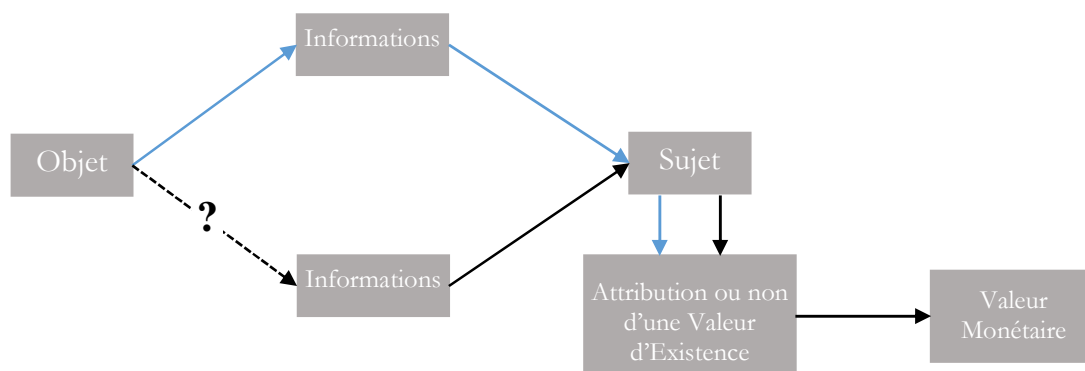 Informations
Objet
Sujet
?
Informations
Attribution ou non
d'une Valeur
d'Existence
Valeur
Monétaire